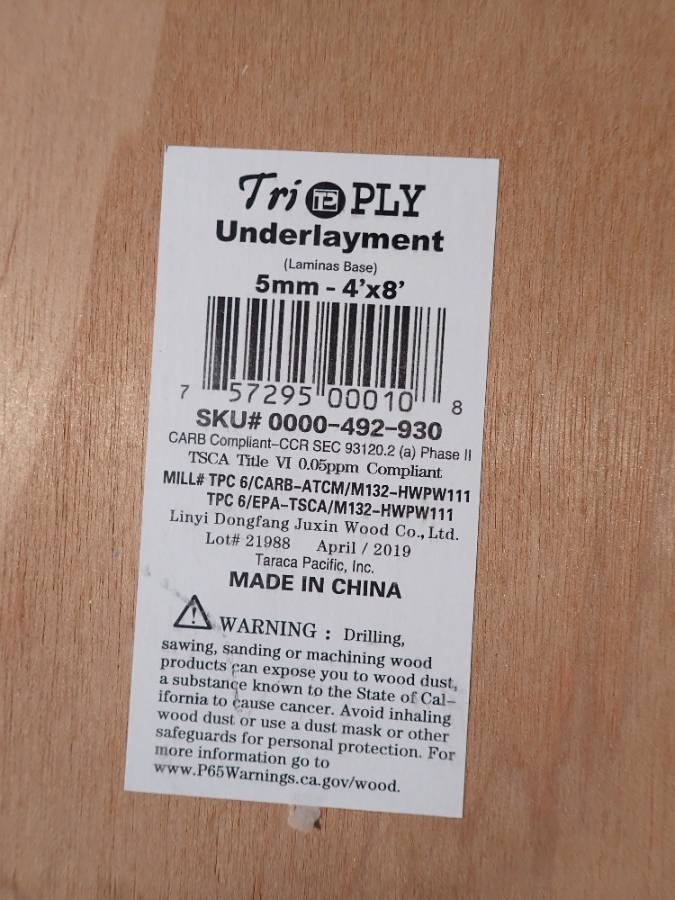 Tri PLY
Underlayment
(Laminas Base)
5mm - 4'x8'
7 57295 00010 8
SKU# 0000-492-930
CARB Compliant-CCR SEC 93120.2 (a) Phase II
TSCA Title VI 0.05ppm Compliant
MILL# TPC 6/CARB-ATCM/M132-HWPW111
TPC 6/EPA-TSCA/M132-HWPW111
Linyi Dongfang Juxin Wood Co., Ltd.
Lot# 21988 April / 2019
Taraca Pacific, Inc.
MADE IN CHINA
WARNING : Drilling,
sawing, sanding or machining wood
products can expose you to wood dust,
a substance known to the State of Cal-
ifornia to cause cancer. Avoid inhaling
wood dust or use a dust mask or other
safeguards for personal protection. For
more information go to
www.P65Warnings.ca.gov/wood.